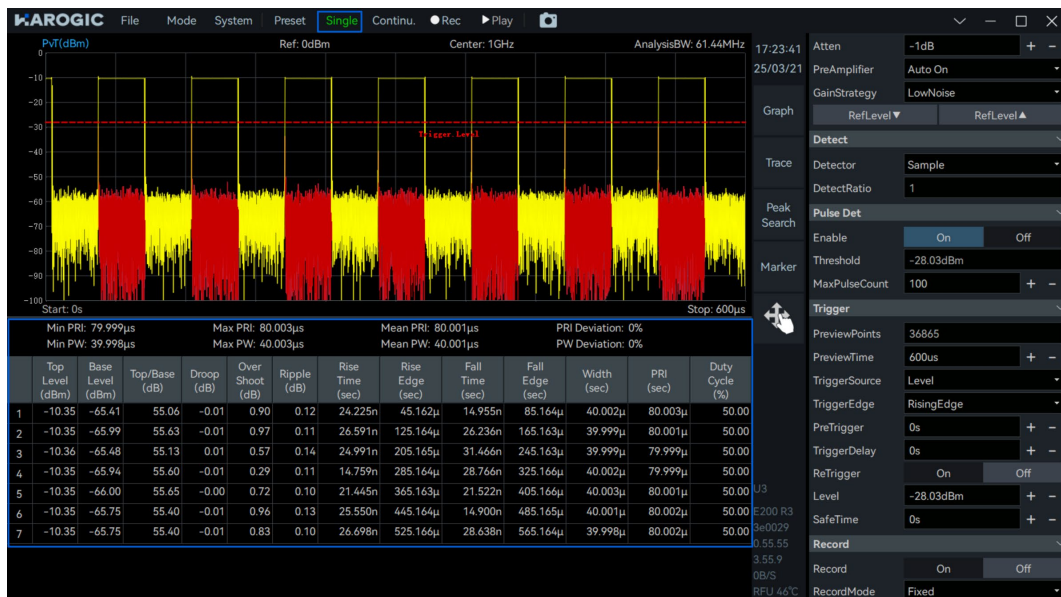 HAROGIC File Mode System Preset Single Continu. Rec Play
PvT(dBm) Ref: 0dBm Center: 1GHz AnalysisBW: 61.44MHz
0
-10
-20
-30
Trigger Level
-40
-50
-60
-70
-80
-90
-100
Start: 0s Stop: 600μs
17:23:41
25/03/21
Graph
Trace
Peak
Search
Marker
U3
E200 R3
3e0029
0.55.55
3.55.9
0B/S
RFU 46°C
Min PRI: 79.999μs Max PRI: 80.003μs Mean PRI: 80.001μs PRI Deviation: 0%
Min PW: 39.998μs Max PW: 40.003μs Mean PW: 40.001μs PW Deviation: 0%
Top Level (dBm) Base Level (dBm) Top/Base (dB) Droop (dB) Over Shoot (dB) Ripple (dB) Rise Time (sec) Rise Edge (sec) Fall Time (sec) Fall Edge (sec) Width (sec) PRI (sec) Duty Cycle (%)
1 -10.35 -65.41 55.06 -0.01 0.90 0.12 24.225n 45.162μ 14.955n 85.164μ 40.002μ 80.003μ 50.00
2 -10.35 -65.99 55.63 -0.01 0.97 0.11 26.591n 125.164μ 26.236n 165.163μ 39.999μ 80.001μ 50.00
3 -10.36 -65.48 55.13 0.01 0.57 0.14 24.991n 205.165μ 31.466n 245.163μ 39.999μ 79.999μ 50.00
4 -10.35 -65.94 55.60 -0.01 0.29 0.11 14.759n 285.164μ 28.766n 325.166μ 40.002μ 79.999μ 50.00
5 -10.35 -66.00 55.65 -0.00 0.72 0.10 21.445n 365.163μ 21.522n 405.166μ 40.003μ 80.001μ 50.00
6 -10.35 -65.75 55.40 -0.01 0.96 0.13 25.550n 445.164μ 14.900n 485.165μ 40.001μ 80.002μ 50.00
7 -10.35 -65.75 55.40 -0.01 0.83 0.10 26.698n 525.166μ 28.638n 565.164μ 39.998μ 80.002μ 50.00
Atten -1dB + -
PreAmplifier Auto On
GainStrategy LowNoise
RefLevel▼ RefLevel▲
Detect
Detector Sample
DetectRatio 1
Pulse Det
Enable On Off
Threshold -28.03dBm
MaxPulseCount 100 + -
Trigger
PreviewPoints 36865
PreviewTime 600us + -
TriggerSource Level
TriggerEdge RisingEdge
PreTrigger 0s + -
TriggerDelay 0s + -
ReTrigger On Off
Level -28.03dBm + -
SafeTime 0s + -
Record
Record On Off
RecordMode Fixed